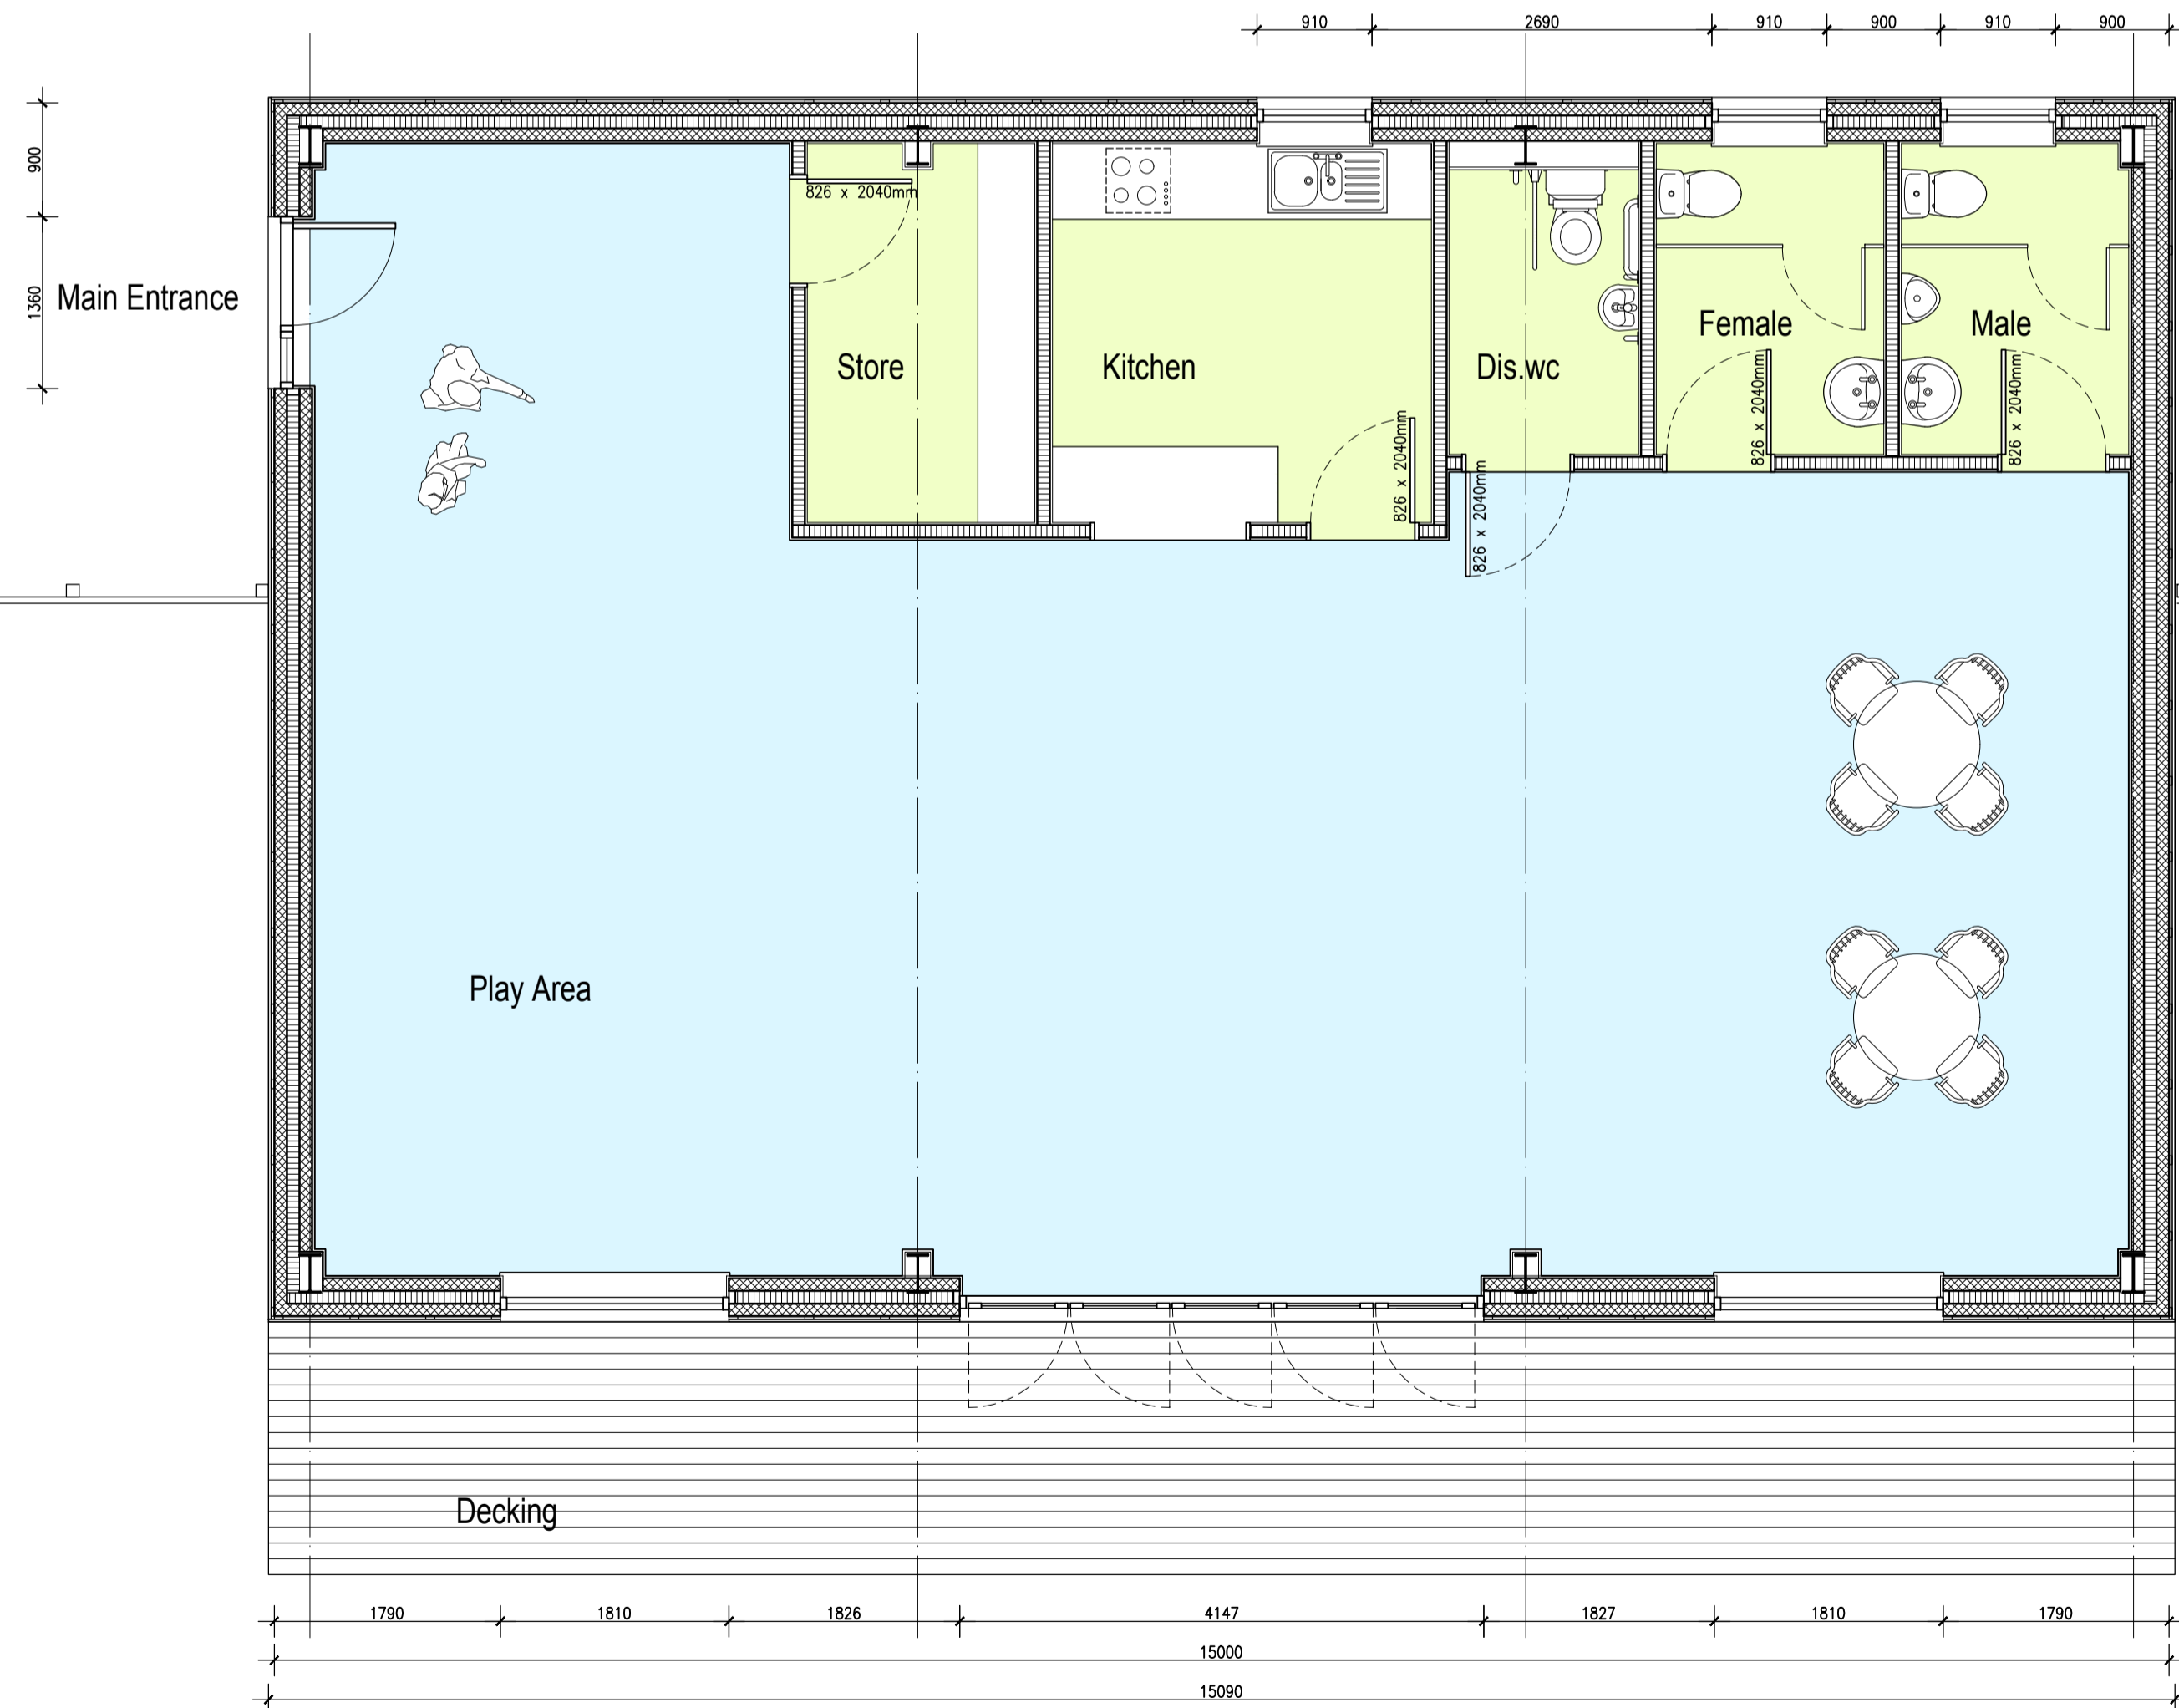 910 2690 910 900 910 900
900
1360
Main Entrance
826 x 2040mm
Store
Kitchen
826 x 2040mm
Dis.wc
826 x 2040mm
Female
826 x 2040mm
Male
826 x 2040mm
Play Area
Decking
1790 1810 1826 4147 1827 1810 1790
15000
15090